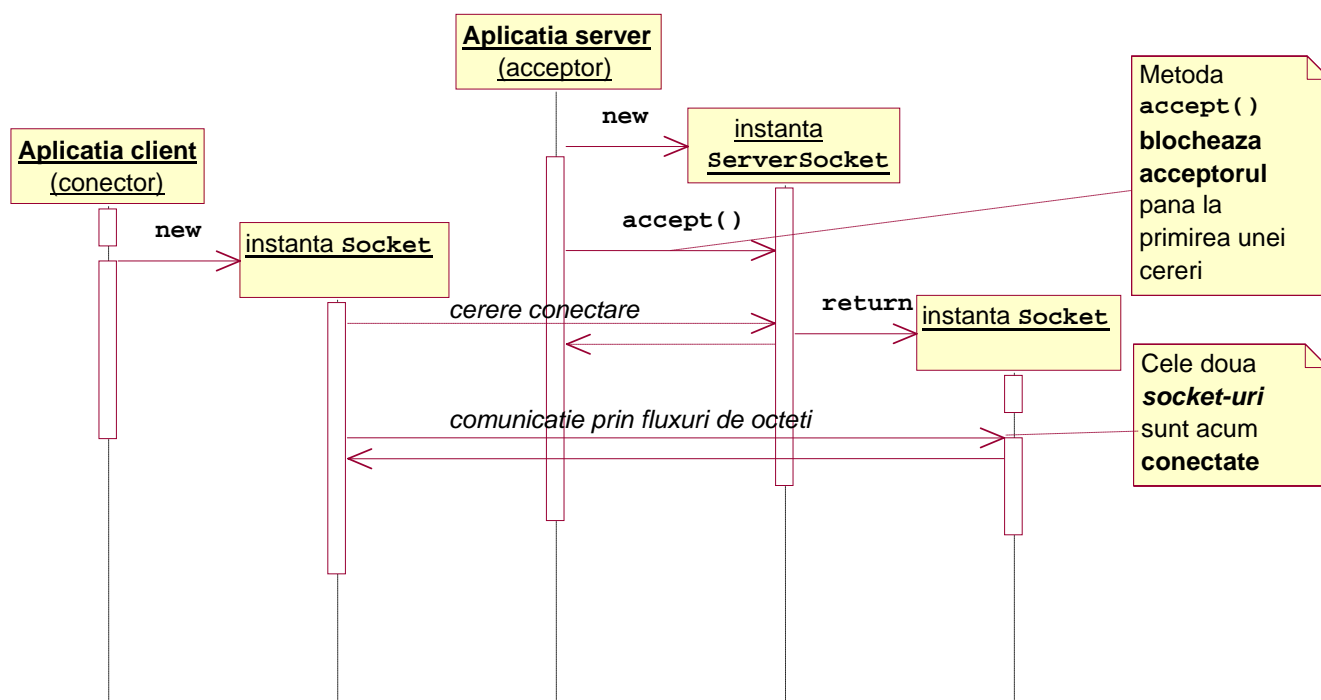 Aplicatia server
(acceptor)
Metoda
accept()
blocheaza
acceptorul
pana la
primirea unei
cereri
new
instanta
ServerSocket
Aplicatia client
(conector)
new
instanta Socket
accept()
cerere conectare
return
instanta Socket
Cele doua
socket-uri
sunt acum
conectate
comunicatie prin fluxuri de octeti